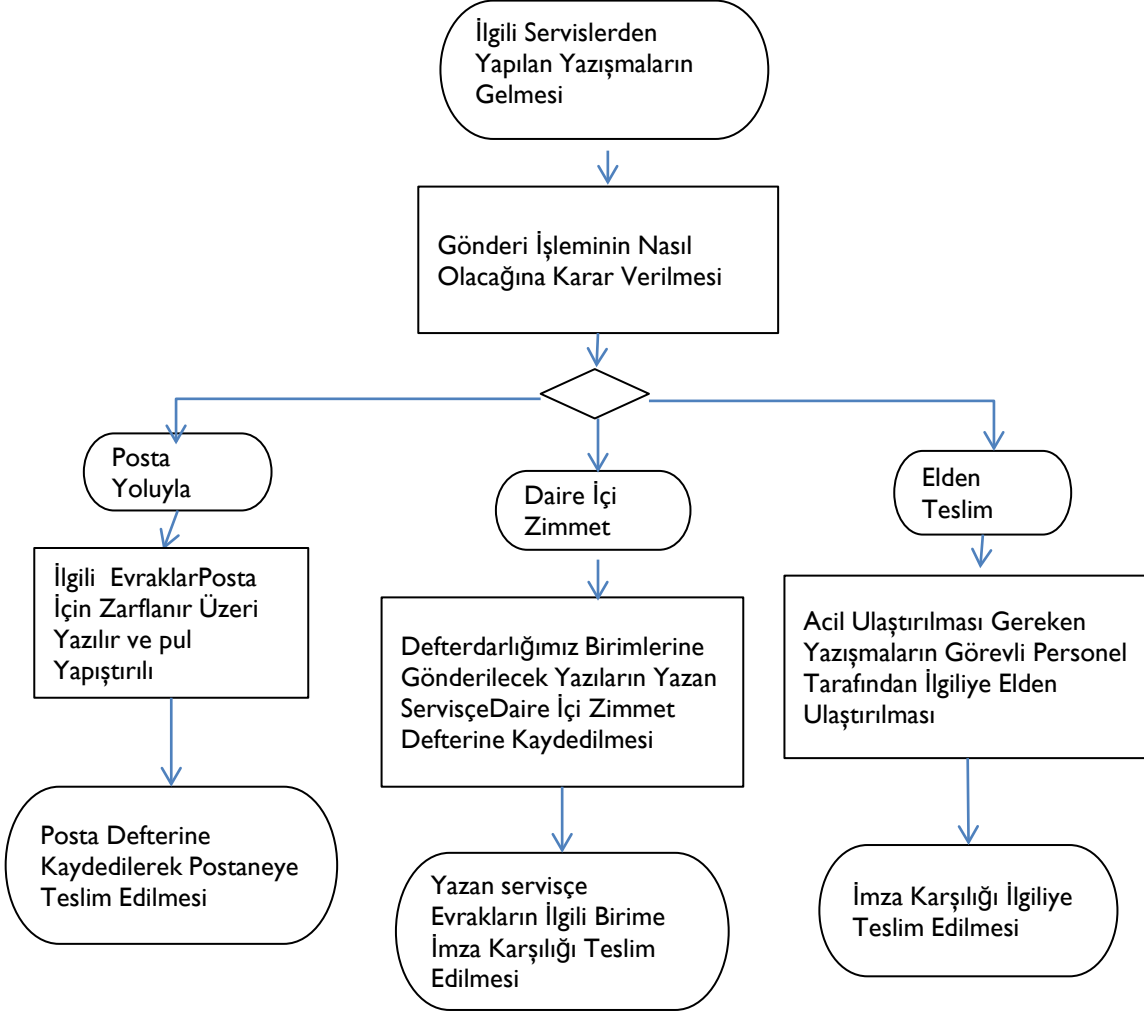 İlgili Servislerden
Yapılan Yazışmaların
Gelmesi
Gönderi İşleminin Nasıl
Olacağına Karar Verilmesi
Posta
Yoluyla
Daire İçi
Zimmet
Elden
Teslim
İlgili EvraklarPosta
İçin Zarflanır Üzeri
Yazılır ve pul
Yapıştırılı
Defterdarlığımız Birimlerine
Gönderilecek Yazıların Yazan
ServisçeDaire İçi Zimmet
Defterine Kaydedilmesi
Acil Ulaştırılması Gereken
Yazışmaların Görevli Personel
Tarafından İlgiliye Elden
Ulaştırılması
Posta Defterine
Kaydedilerek Postaneye
Teslim Edilmesi
Yazan servisçe
Evrakların İlgili Birime
İmza Karşılığı Teslim
Edilmesi
İmza Karşılığı İlgiliye
Teslim Edilmesi